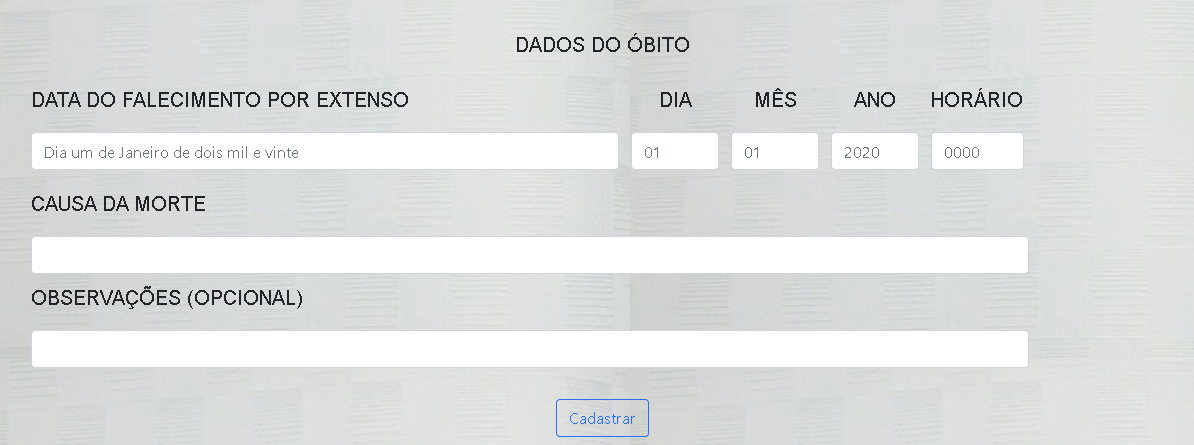 DADOS DO ÓBITO
DATA DO FALECIMENTO POR EXTENSO DIA MÊS ANO HORÁRIO
Dia um de Janeiro de dois mil e vinte 01 01 2020 0000
CAUSA DA MORTE
OBSERVAÇÕES (OPCIONAL)
Cadastrar